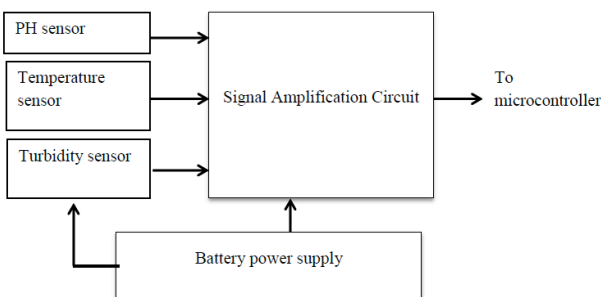 PH sensor
Temperature
sensor
Turbidity sensor
Signal Amplification Circuit
To
microcontroller
Battery power supply